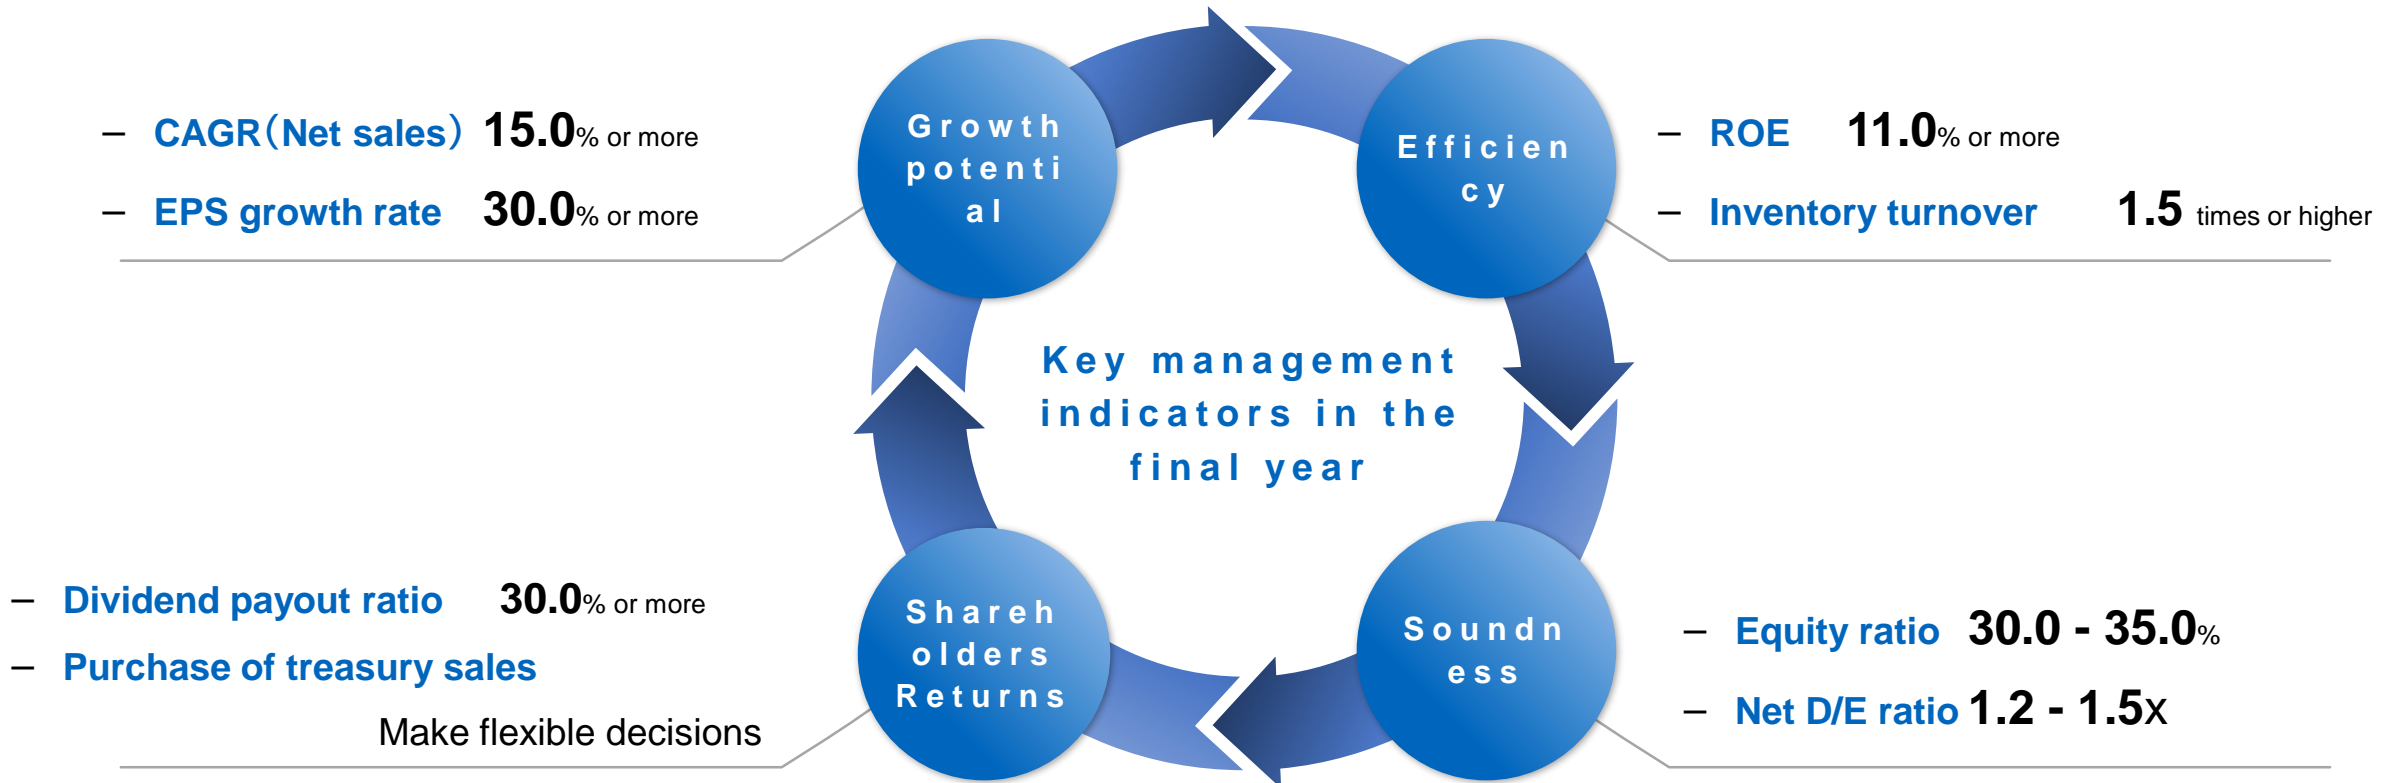 – CAGR（Net sales） 15.0% or more
– EPS growth rate 30.0% or more
Growth
potenti
al
Efficien
cy
– ROE 11.0% or more
– Inventory turnover 1.5 times or higher
Key management
indicators in the
final year
– Dividend payout ratio 30.0% or more
– Purchase of treasury sales
Make flexible decisions
Shareh
olders
Returns
Soundn
ess
– Equity ratio 30.0 - 35.0%
– Net D/E ratio 1.2 - 1.5x